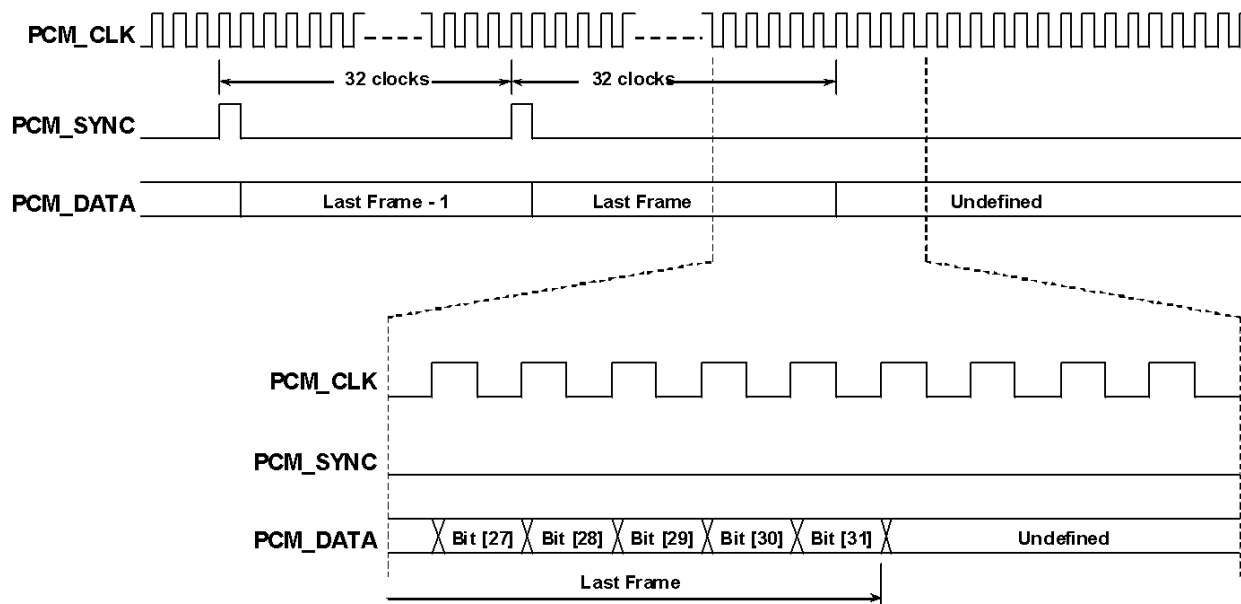 PCM_CLK
32 clocks
32 clocks
PCM_SYNC
PCM_DATA
Last Frame - 1
Last Frame
Undefined
PCM_CLK
PCM_SYNC
PCM_DATA
Bit [27]
Bit [28]
Bit [29]
Bit [30]
Bit [31]
Undefined
Last Frame